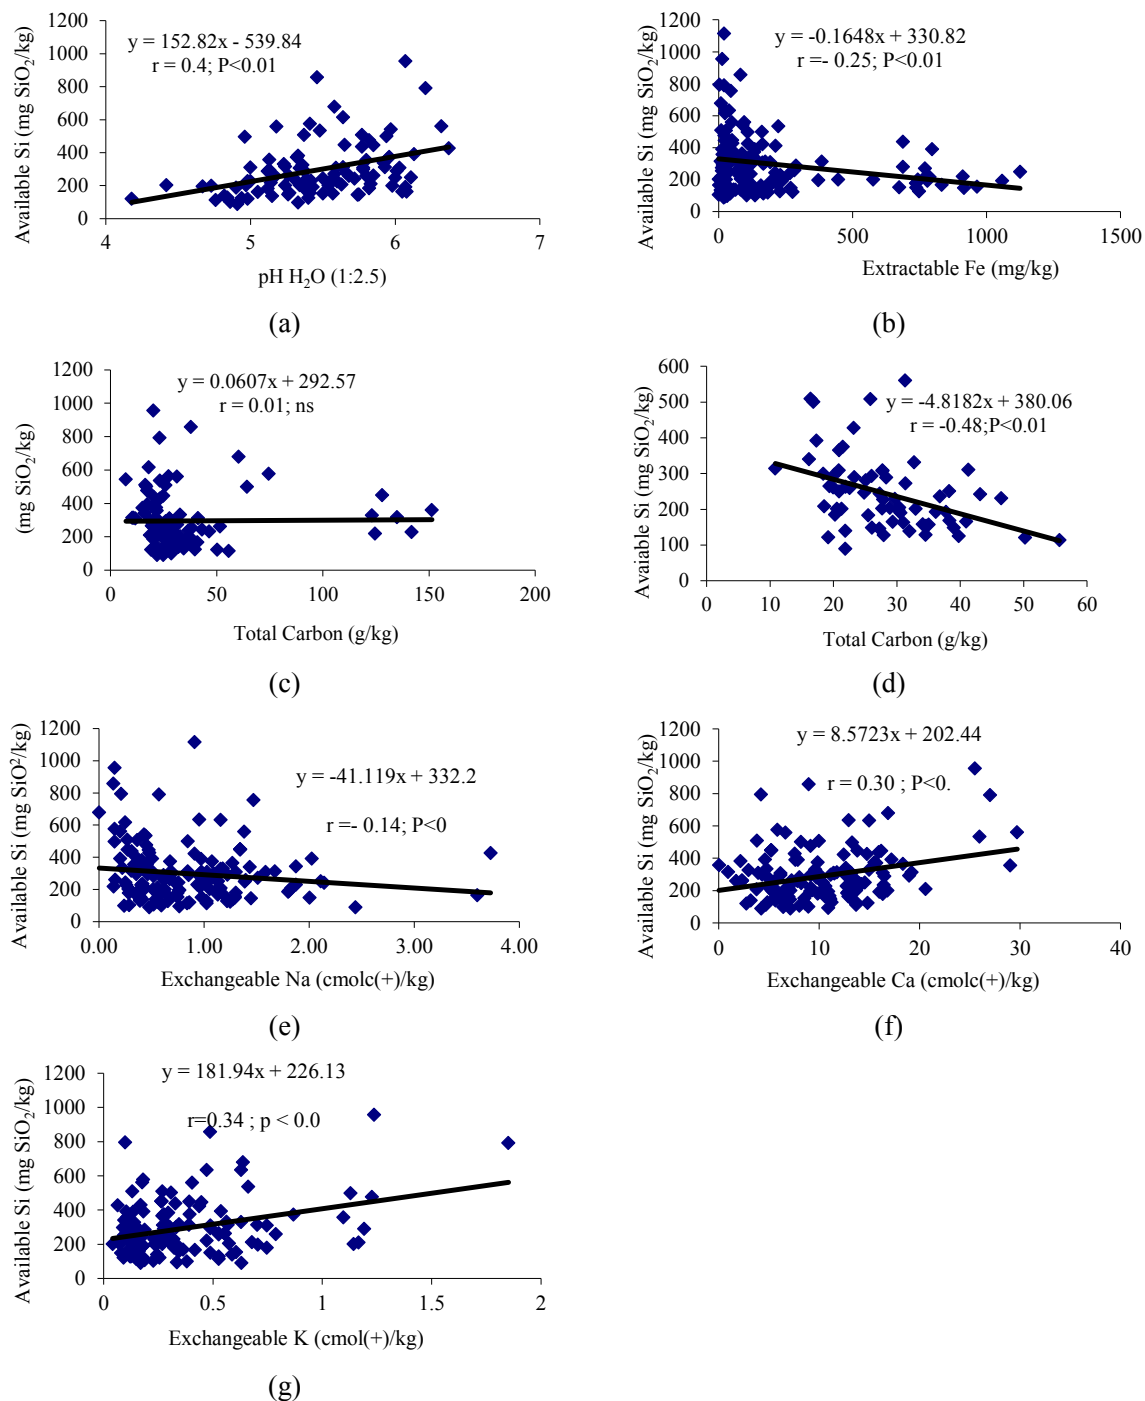 1200
1000
800
600
400
200
0
4
5
6
7
y = 152.82x - 539.84
r = 0.4; P<0.01
Available Si (mg SiO₂/kg)
pH H₂O (1:2.5)
(a)
1200
1000
800
600
400
200
0
0
500
1000
1500
y = -0.1648x + 330.82
r =- 0.25; P<0.01
Available Si (mg SiO₂/kg)
Extractable Fe (mg/kg)
(b)
1200
1000
800
600
400
200
0
0
50
100
150
200
y = 0.0607x + 292.57
r = 0.01; ns
(mg SiO₂/kg)
Total Carbon (g/kg)
(c)
600
500
400
300
200
100
0
0
10
20
30
40
50
60
y = -4.8182x + 380.06
r = -0.48;P<0.01
Avaiable Si (mg SiO₂/kg)
Total Carbon (g/kg)
(d)
1200
1000
800
600
400
200
0
0.00
1.00
2.00
3.00
4.00
y = -41.119x + 332.2
r =- 0.14; P<0
Available Si (mg SiO²/kg)
Exchangeable Na (cmolc(+)/kg)
(e)
1200
1000
800
600
400
200
0
0
10
20
30
40
y = 8.5723x + 202.44
r = 0.30 ; P<0.
Available Si (mg SiO₂/kg)
Exchangeable Ca (cmolc(+)/kg)
(f)
1200
1000
800
600
400
200
0
0
0.5
1
1.5
2
y = 181.94x + 226.13
r=0.34 ; p < 0.0
Available Si (mg SiO₂/kg)
Exchangeable K (cmol(+)/kg)
(g)